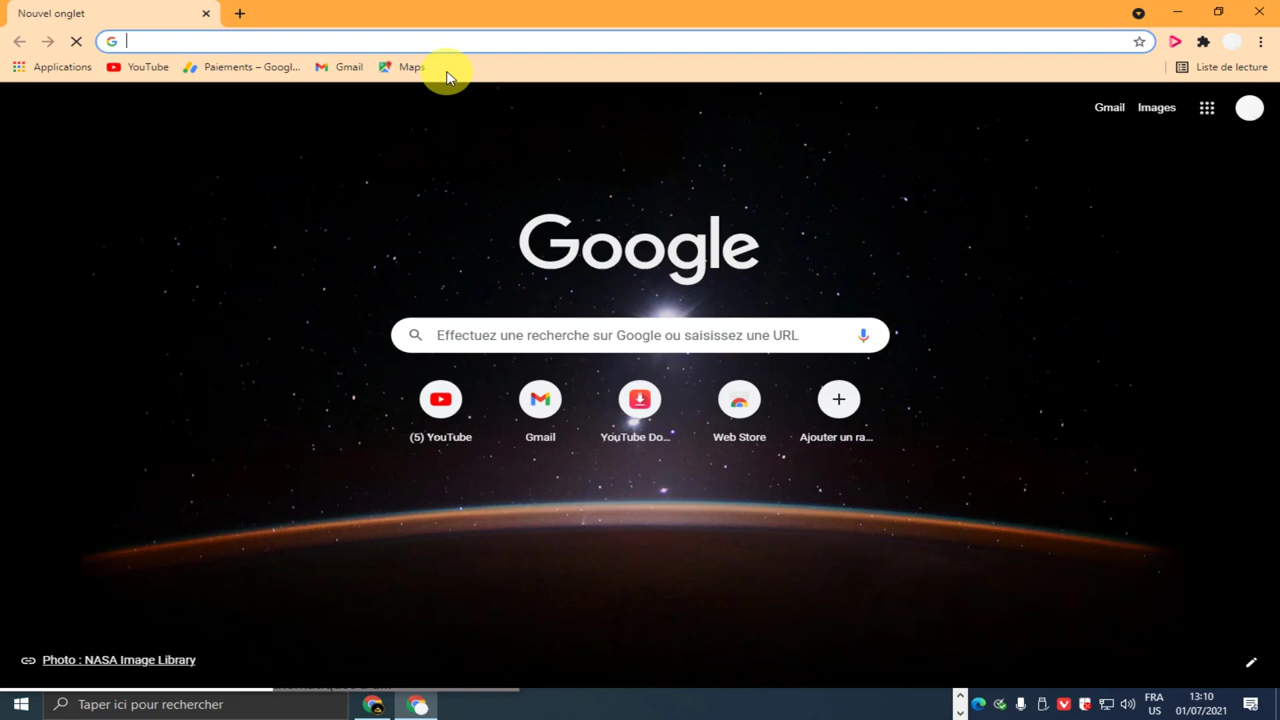 Nouvel onglet
Applications YouTube Paiements – Googl... Gmail Maps Liste de lecture
Gmail Images
Google
Effectuez une recherche sur Google ou saisissez une URL
(5) YouTube Gmail YouTube Do... Web Store Ajouter un ra...
Photo : NASA Image Library
Taper ici pour rechercher
FRA 13:10
US 01/07/2021